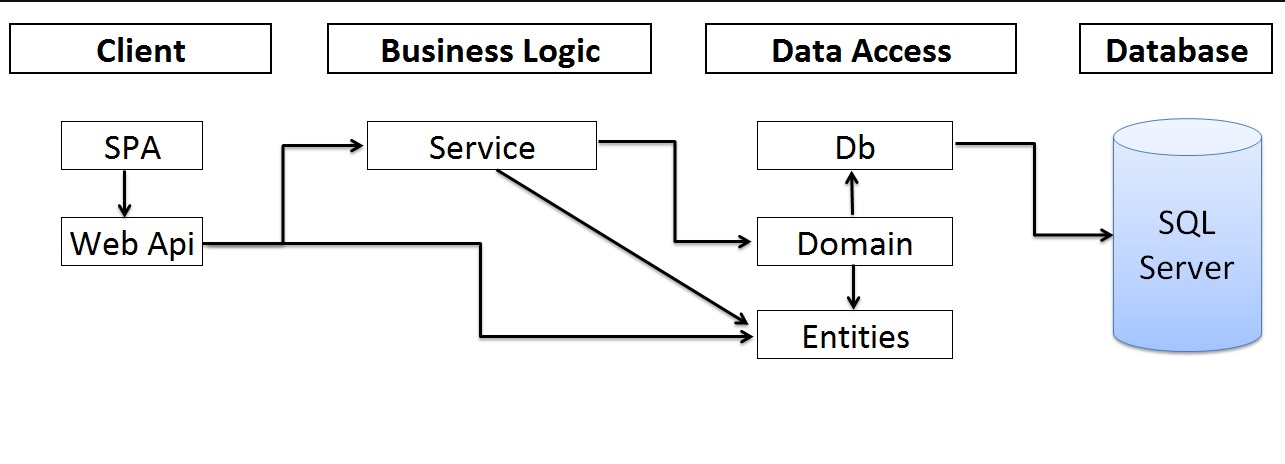 Client
Business Logic
Data Access
Database
SPA
Service
Db
Web Api
Domain
SQL
Server
Entities